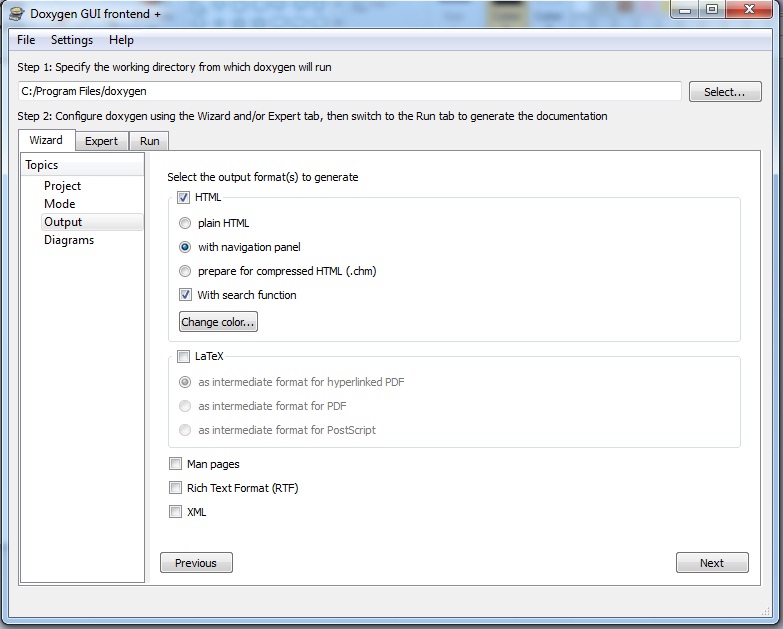 Doxygen GUI frontend +
File Settings Help
Step 1: Specify the working directory from which doxygen will run
C:/Program Files/doxygen
Select...
Step 2: Configure doxygen using the Wizard and/or Expert tab, then switch to the Run tab to generate the documentation
Wizard Expert Run
Topics
Project
Mode
Output
Diagrams
Select the output format(s) to generate
HTML
plain HTML
with navigation panel
prepare for compressed HTML (.chm)
With search function
Change color...
LaTeX
as intermediate format for hyperlinked PDF
as intermediate format for PDF
as intermediate format for PostScript
Man pages
Rich Text Format (RTF)
XML
Previous
Next